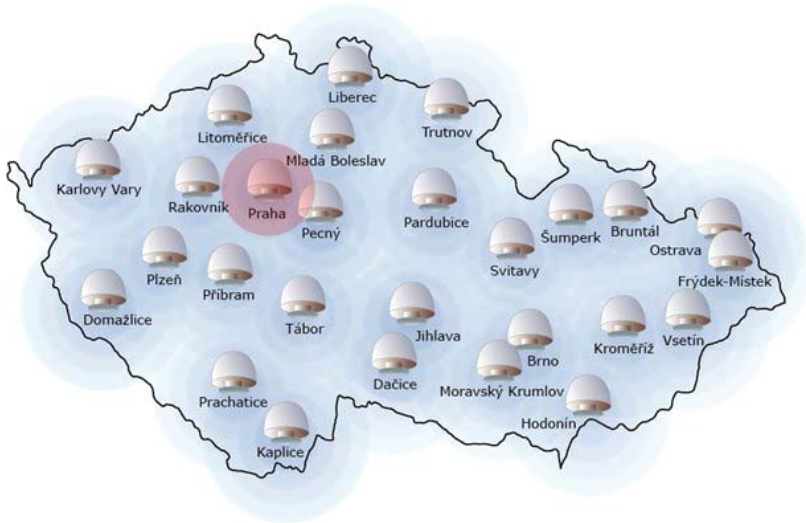 Liberec
Trutnov
Litoměřice
Mladá Boleslav
Karlovy Vary
Rakovník
Praha
Pecný
Pardubice
Šumperk
Bruntál
Ostrava
Svitavy
Frýdek-Místek
Plzeň
Příbram
Domažlice
Tábor
Jihlava
Kroměříž
Vsetín
Brno
Dačice
Moravský Krumlov
Prachatice
Hodonín
Kaplice